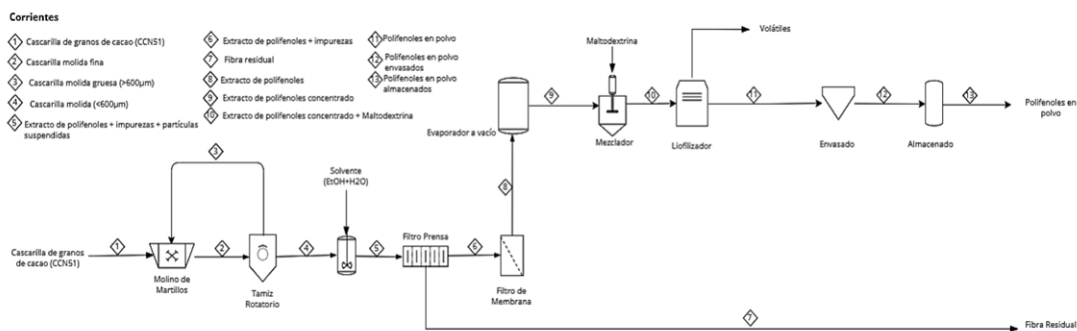 Corrientes
1 Cascarilla de granos de cacao (CCN51)
2 Cascarilla molida fina
3 Cascarilla molida gruesa (>600µm)
4 Cascarilla molida (<600µm)
5 Extracto de polifenoles + impurezas + partículas
suspendidas
6 Extracto de polifenoles + impurezas
7 Fibra residual
8 Extracto de polifenoles
9 Extracto de polifenoles concentrado
10 Extracto de polifenoles concentrado + Maltodextrina
11 Polifenoles en polvo
12 Polifenoles en polvo
envasados
13 Polifenoles en polvo
almacenados
Volátiles
Maltodextrina
9
10
11
12
13
Polifenoles en
polvo
Evaporador a vacío
Mezclador
Liofilizador
Envasado
Almacenado
3
Solvente
(EtOH+H2O)
8
Cascarilla de granos
de cacao (CCN51)
1
2
4
5
Filtro Prensa
6
Molino de
Martillos
Tamiz
Rotatorio
Filtro de
Membrana
7
Fibra Residual